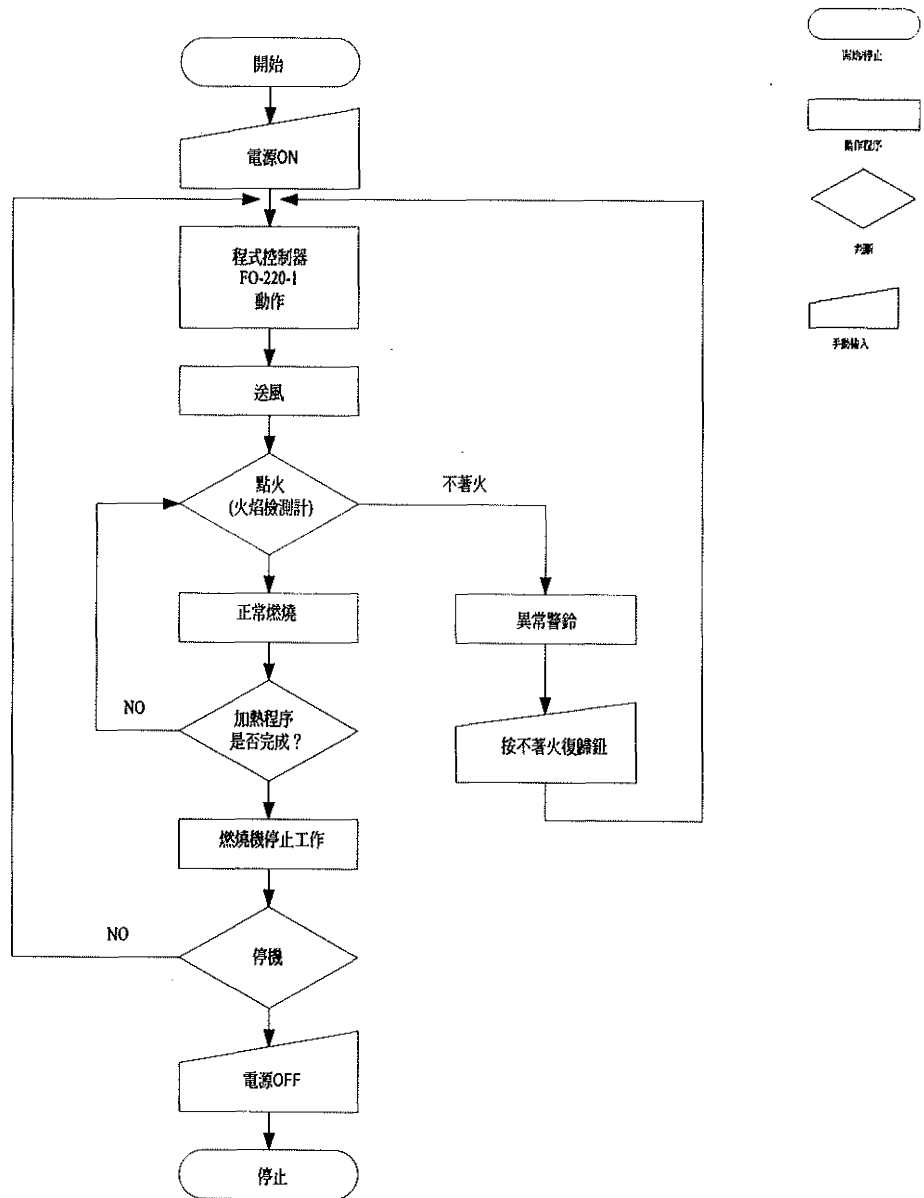 開始
電源ON
程式控制器
FO-220-1
動作
送風
點火
(火焰檢測計)
不著火
正常燃燒
異常警鈴
NO
加熱程序
是否完成？
按不著火復歸鈕
燃燒機停止工作
NO
停機
電源OFF
停止
開始/停止
動作程序
判斷
手動輸入